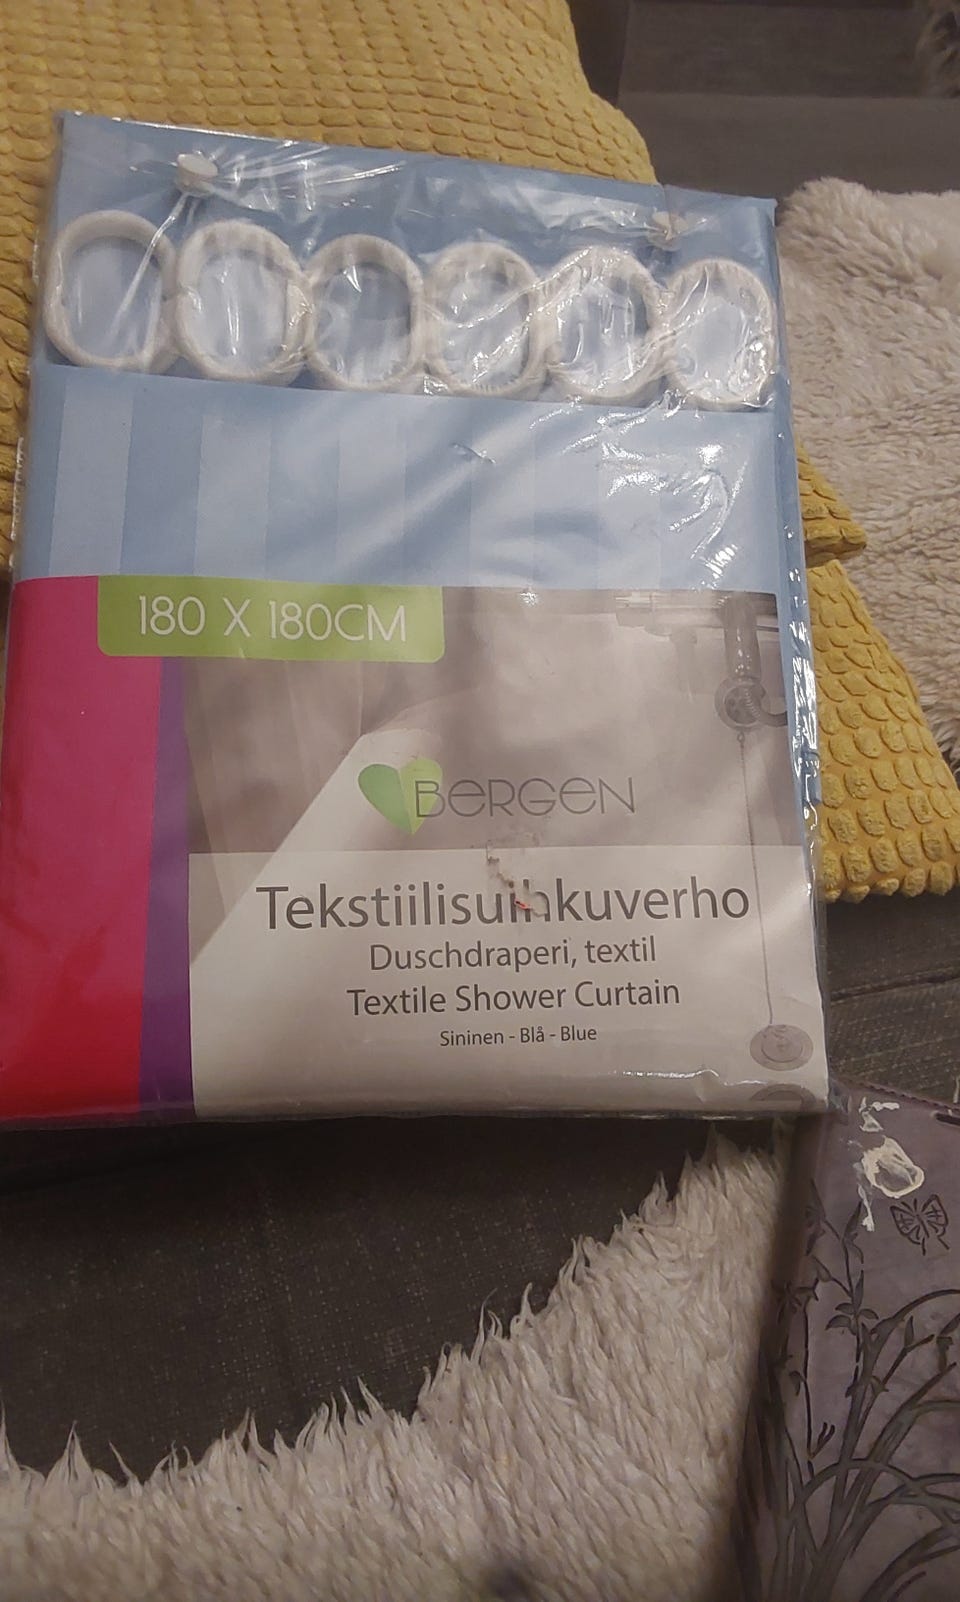 180 X 180CM
BERGEN
Tekstiilisuihkuverho
Duschdraperi, textil
Textile Shower Curtain
Sininen - Blå - Blue